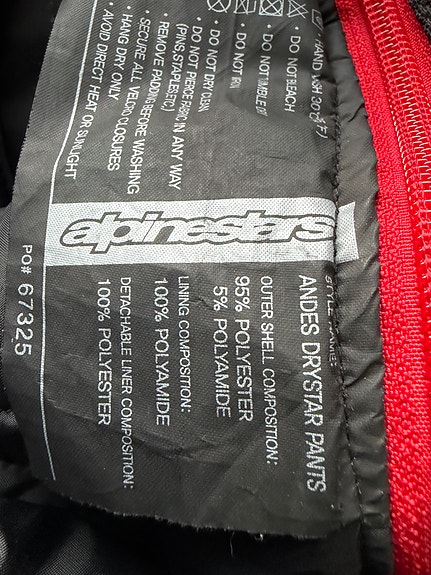 • HAND WSH 30°
• DO NOT BLEACH
• DO NOT TUMBLE DRY
• DO NOT IRON
• DO NOT DRY CLEAN
• DO NOT PIERCE FABRIC IN ANY WAY
(PINS,STAPLES,ETC)
• REMOVE PADDING BEFORE WASHING
• SECURE ALL VELCRO CLOSURES
• HANG DRY ONLY
• AVOID DIRECT HEAT OR SUNLIGHT
alpinestars
STYLE NAME:
ANDES DRYSTAR PANTS
OUTER SHELL COMPOSITION:
95% POLYESTER
5% POLYAMIDE
LINING COMPOSITION:
100% POLYAMIDE
DETACHABLE LINER COMPOSITION:
100% POLYESTER
PO# 67325